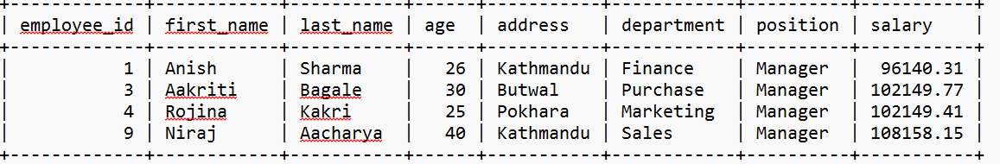 employee_id | first_name | last_name | age | address | department | position | salary
1 | Anish | Sharma | 26 | Kathmandu | Finance | Manager | 96140.31
3 | Aakriti | Bagale | 30 | Butwal | Purchase | Manager | 102149.77
4 | Rojina | Kakri | 25 | Pokhara | Marketing | Manager | 102149.41
9 | Niraj | Aacharya | 40 | Kathmandu | Sales | Manager | 108158.15